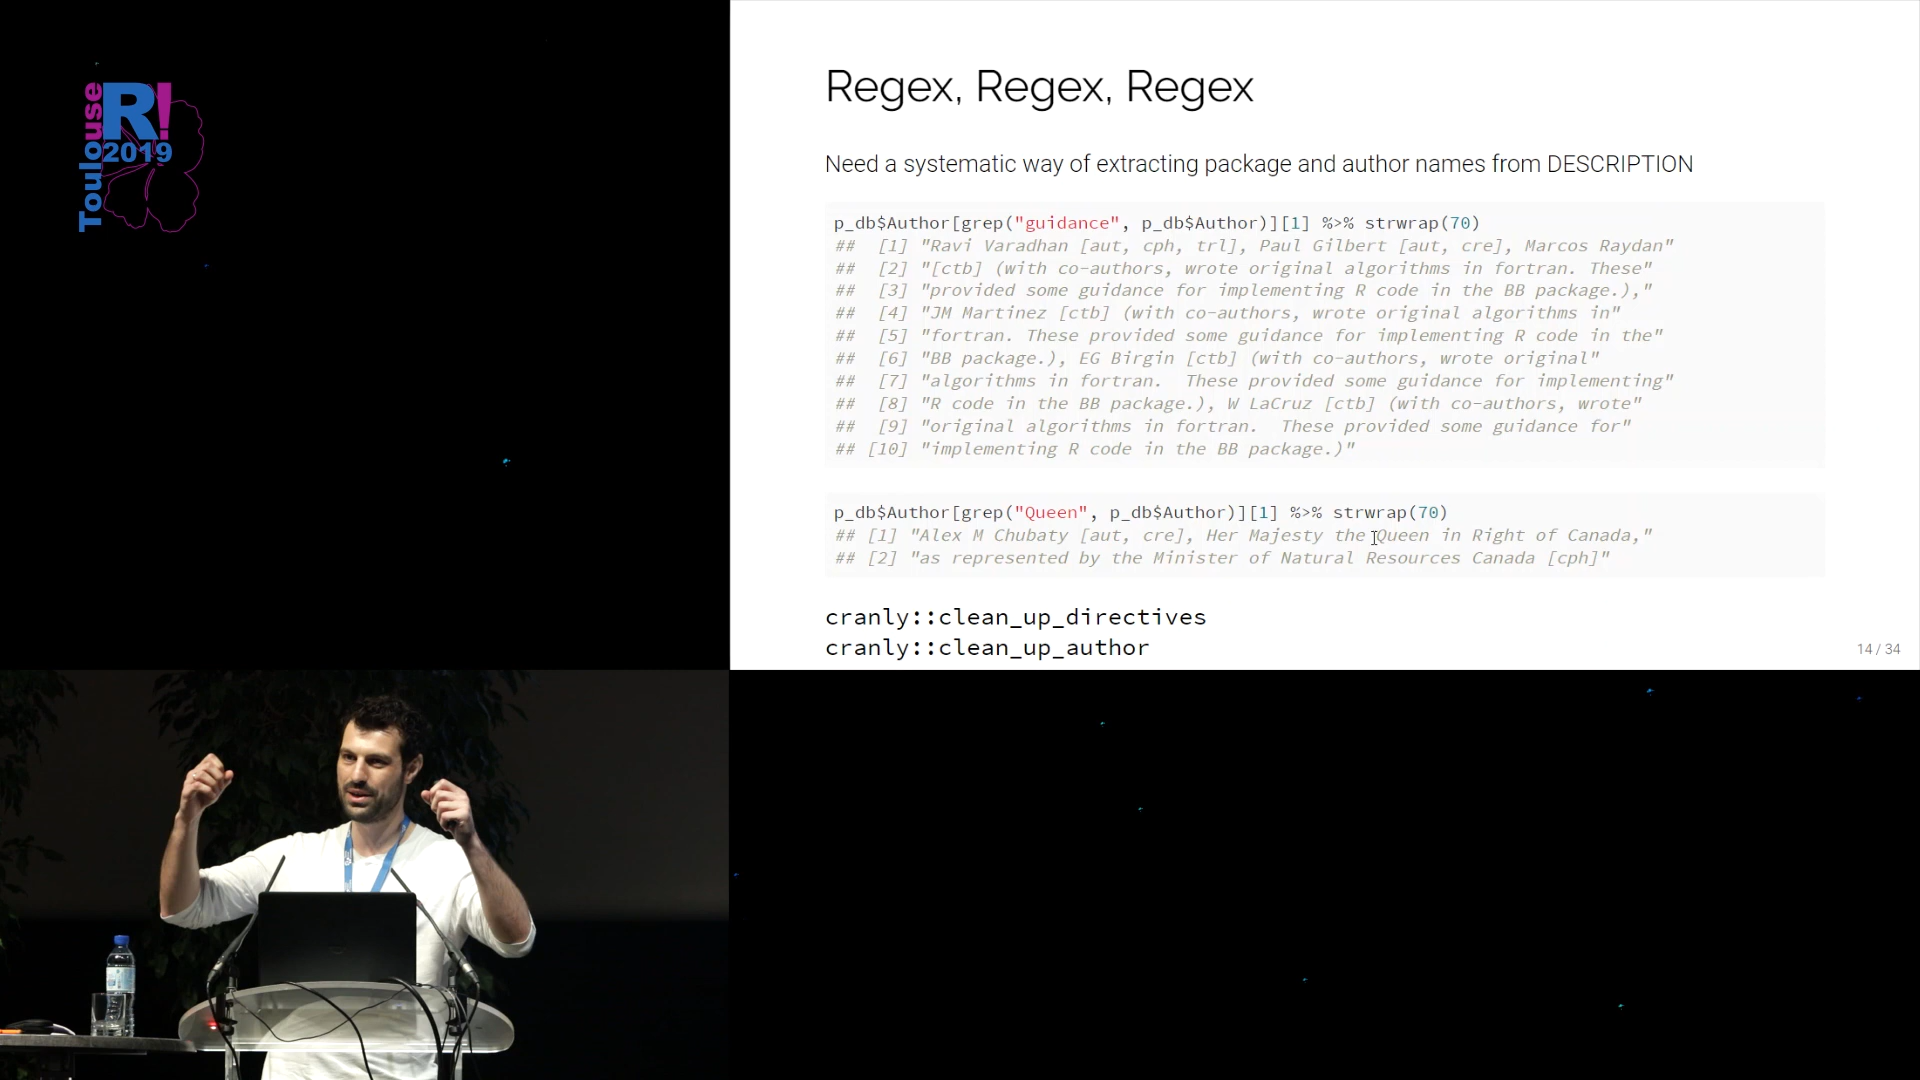 Toulouse
R!
2019
Regex, Regex, Regex
Need a systematic way of extracting package and author names from DESCRIPTION
p_db$Author[grep("guidance", p_db$Author)][1] %>% strwrap(70)
##  [1] "Ravi Varadhan [aut, cph, trl], Paul Gilbert [aut, cre], Marcos Raydan"
##  [2] "[ctb] (with co-authors, wrote original algorithms in fortran. These"
##  [3] "provided some guidance for implementing R code in the BB package.),"
##  [4] "JM Martinez [ctb] (with co-authors, wrote original algorithms in"
##  [5] "fortran. These provided some guidance for implementing R code in the"
##  [6] "BB package.), EG Birgin [ctb] (with co-authors, wrote original"
##  [7] "algorithms in fortran.  These provided some guidance for implementing"
##  [8] "R code in the BB package.), W LaCruz [ctb] (with co-authors, wrote"
##  [9] "original algorithms in fortran.  These provided some guidance for"
## [10] "implementing R code in the BB package.)"
p_db$Author[grep("Queen", p_db$Author)][1] %>% strwrap(70)
## [1] "Alex M Chubaty [aut, cre], Her Majesty the Queen in Right of Canada,"
## [2] "as represented by the Minister of Natural Resources Canada [cph]"
cranly::clean_up_directives
cranly::clean_up_author
14 / 34